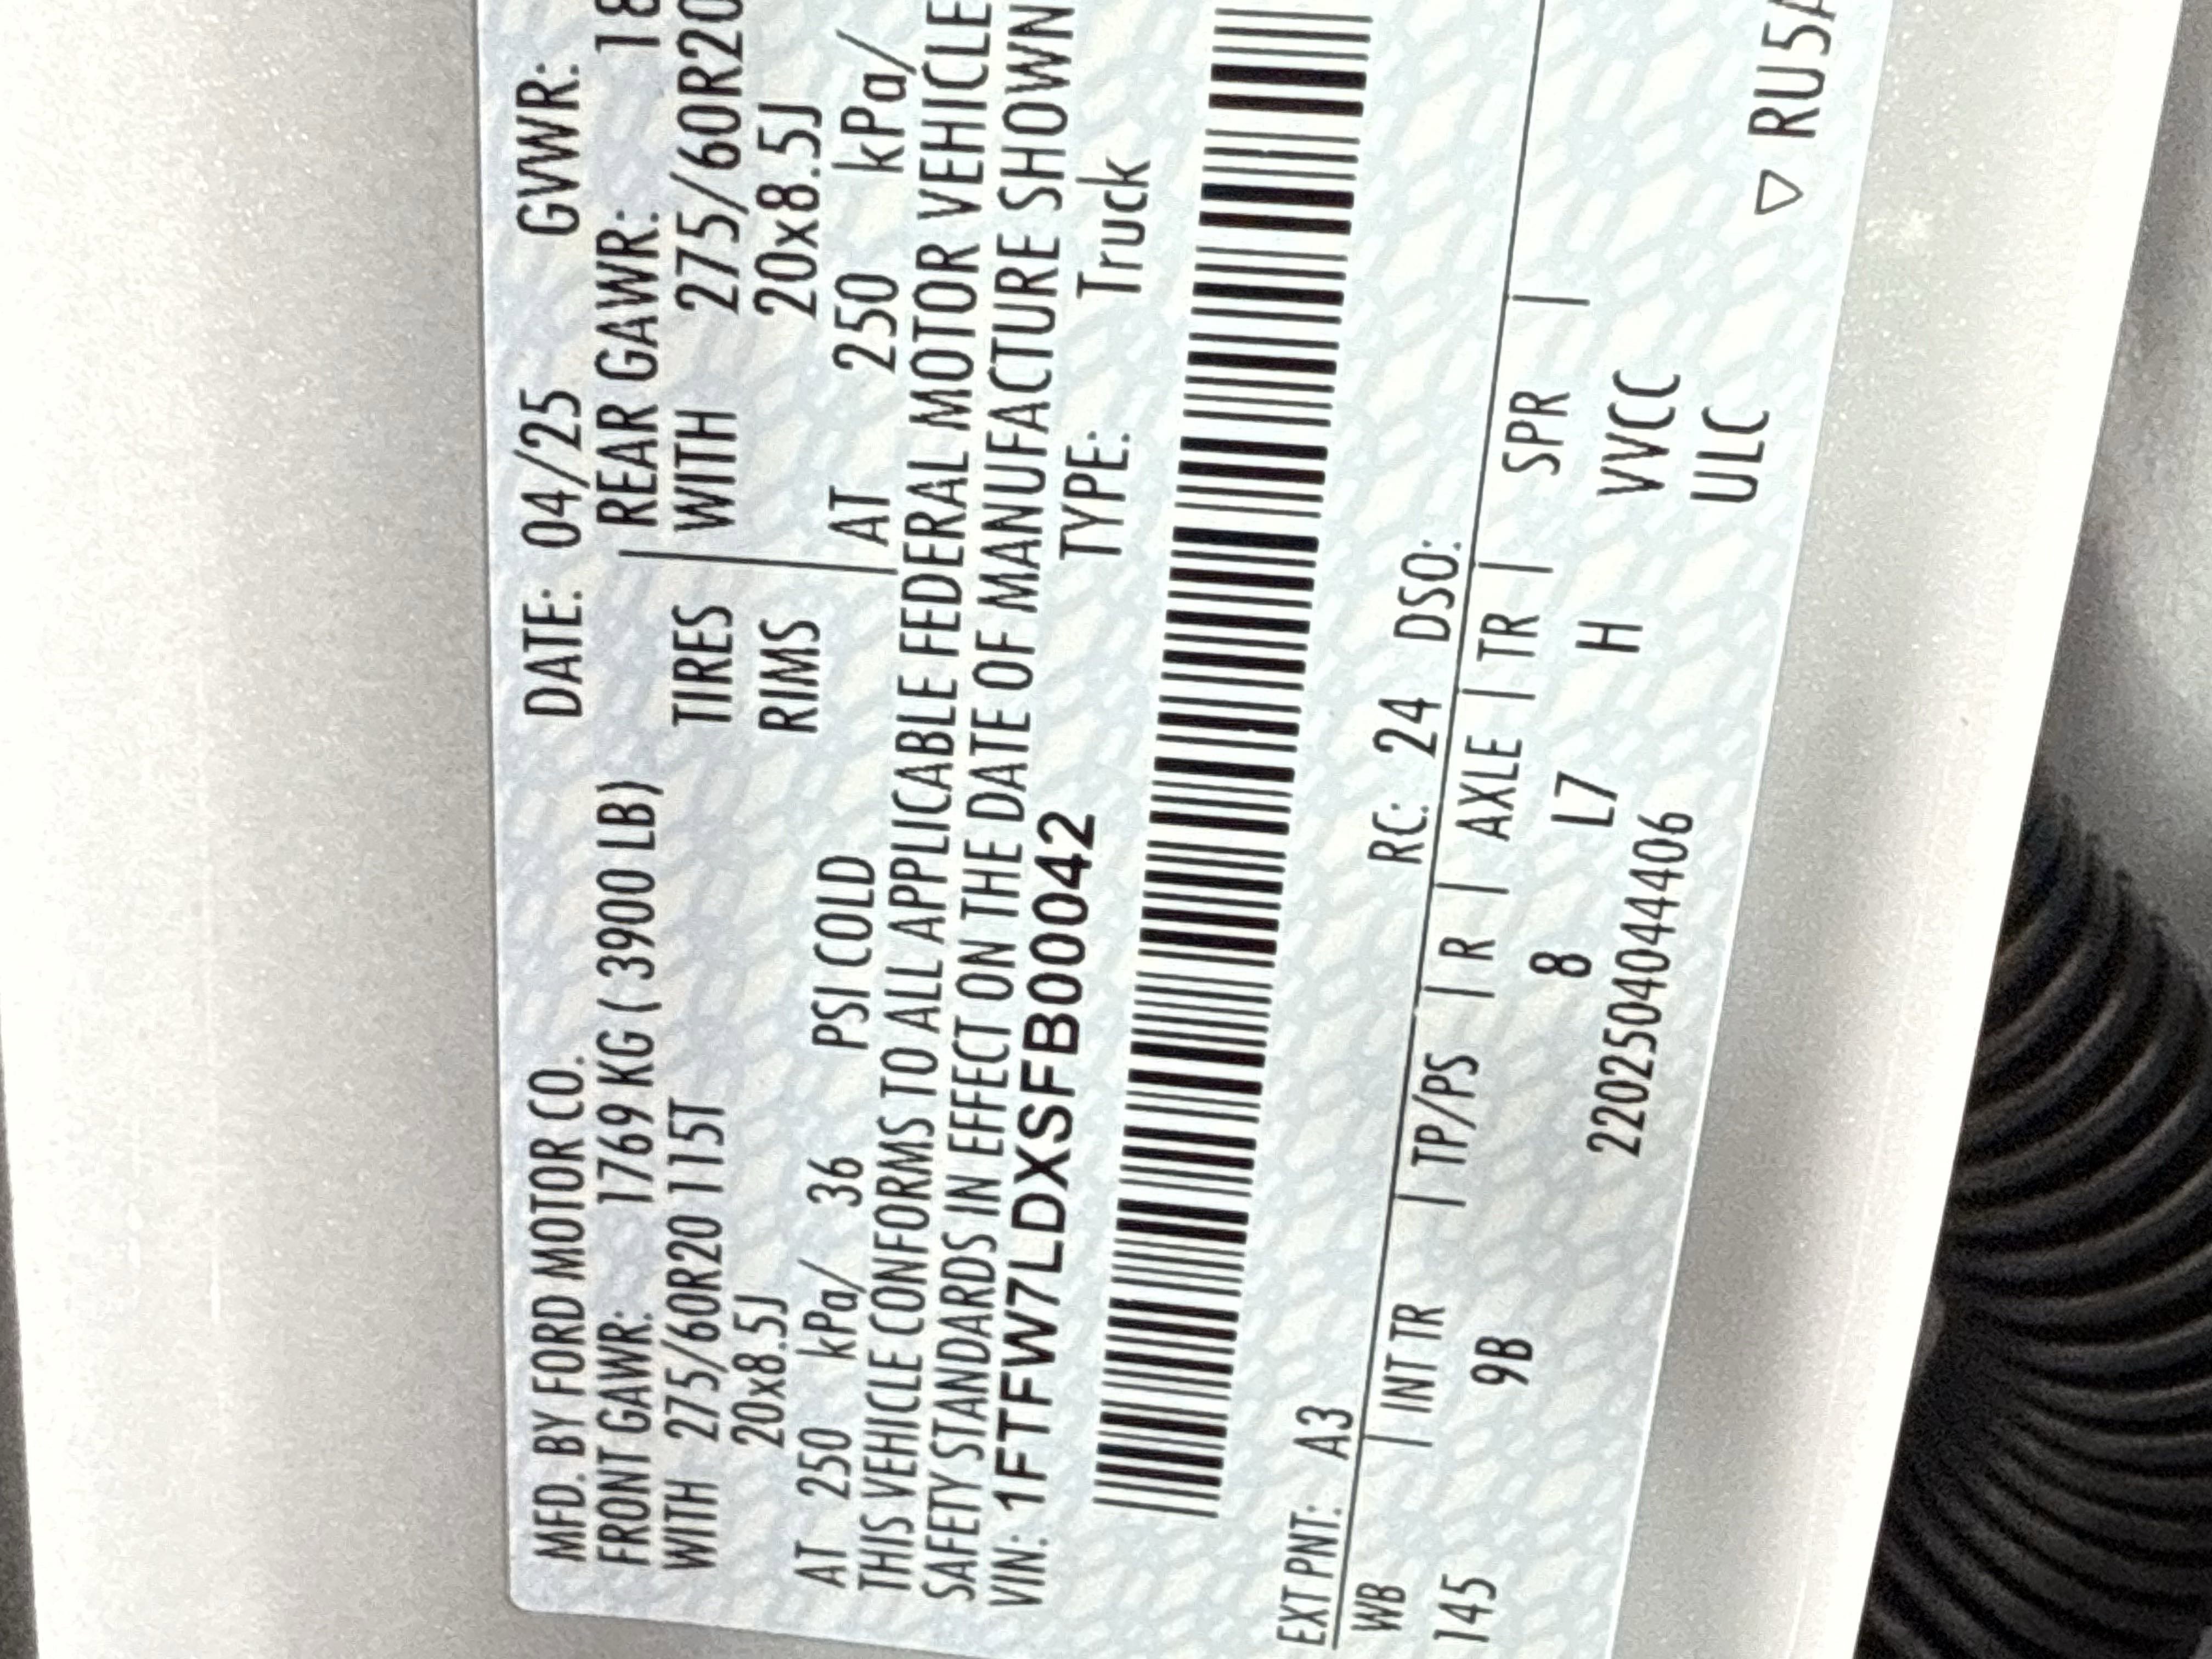 MFD. BY FORD MOTOR CO. DATE: 04/25 GVWR:
FRONT GAWR: 1769 KG ( 3900 LB) REAR GAWR: 18
WITH 275/60R20 115T TIRES WITH 275/60R20
20x8.5J RIMS 20x8.5J
AT 250 kPa/ 36 PSI COLD AT 250 kPa/
THIS VEHICLE CONFORMS TO ALL APPLICABLE FEDERAL MOTOR VEHICLE
SAFETY STANDARDS IN EFFECT ON THE DATE OF MANUFACTURE SHOWN
VIN: 1FTFW7LDXSFB00042 TYPE: Truck
EXT PNT: A3 RC: 24 DSO:
WB | INT TR | TP/PS | R | AXLE | TR | SPR |
145 9B 8 L7 H VVCC
2202504044406 ULC
▽ RU5A